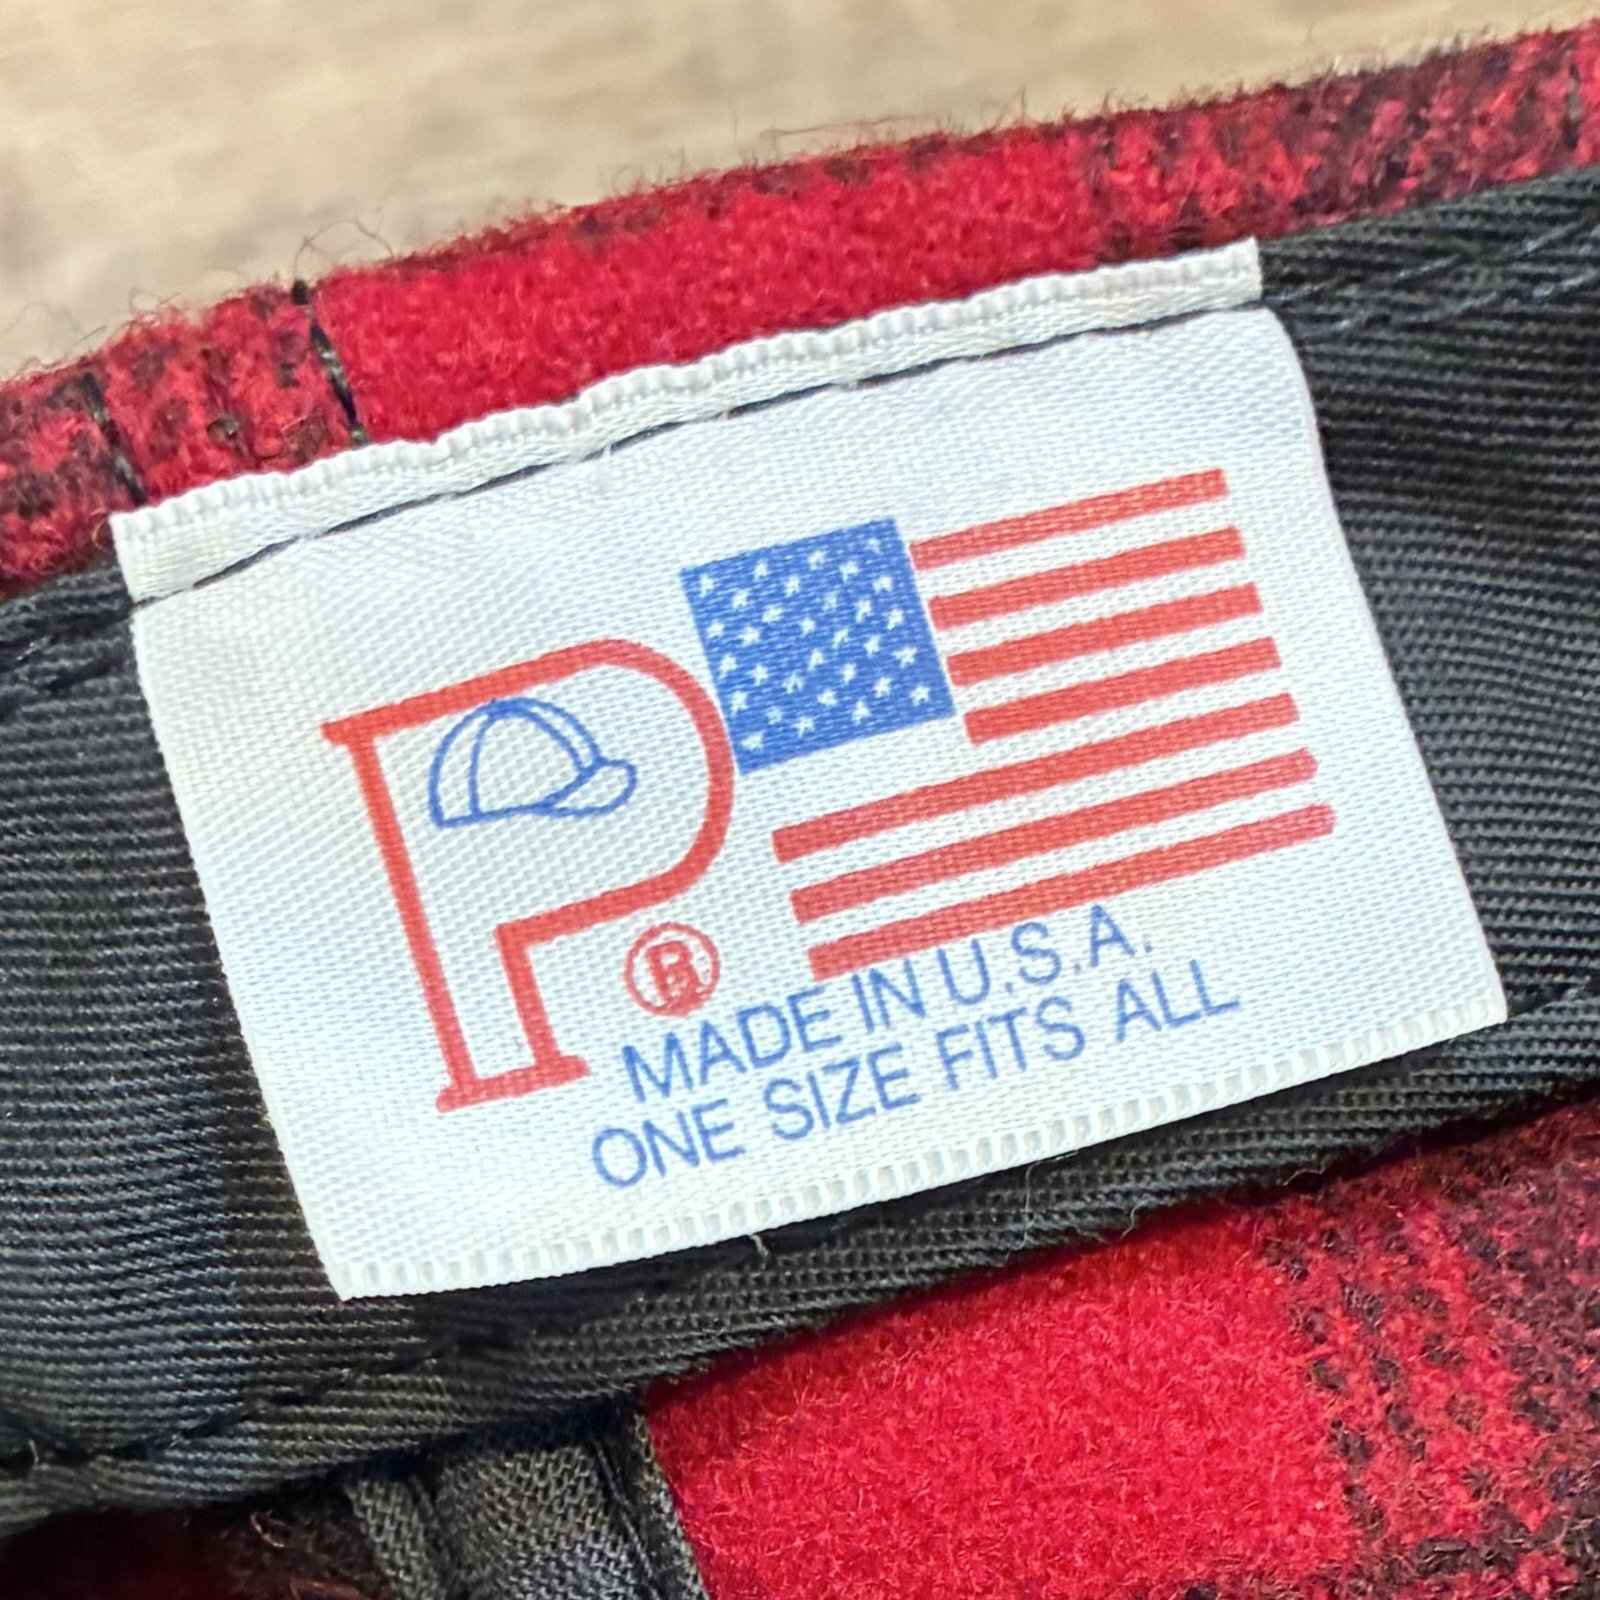 P
®
MADE IN U.S.A.
ONE SIZE FITS ALL